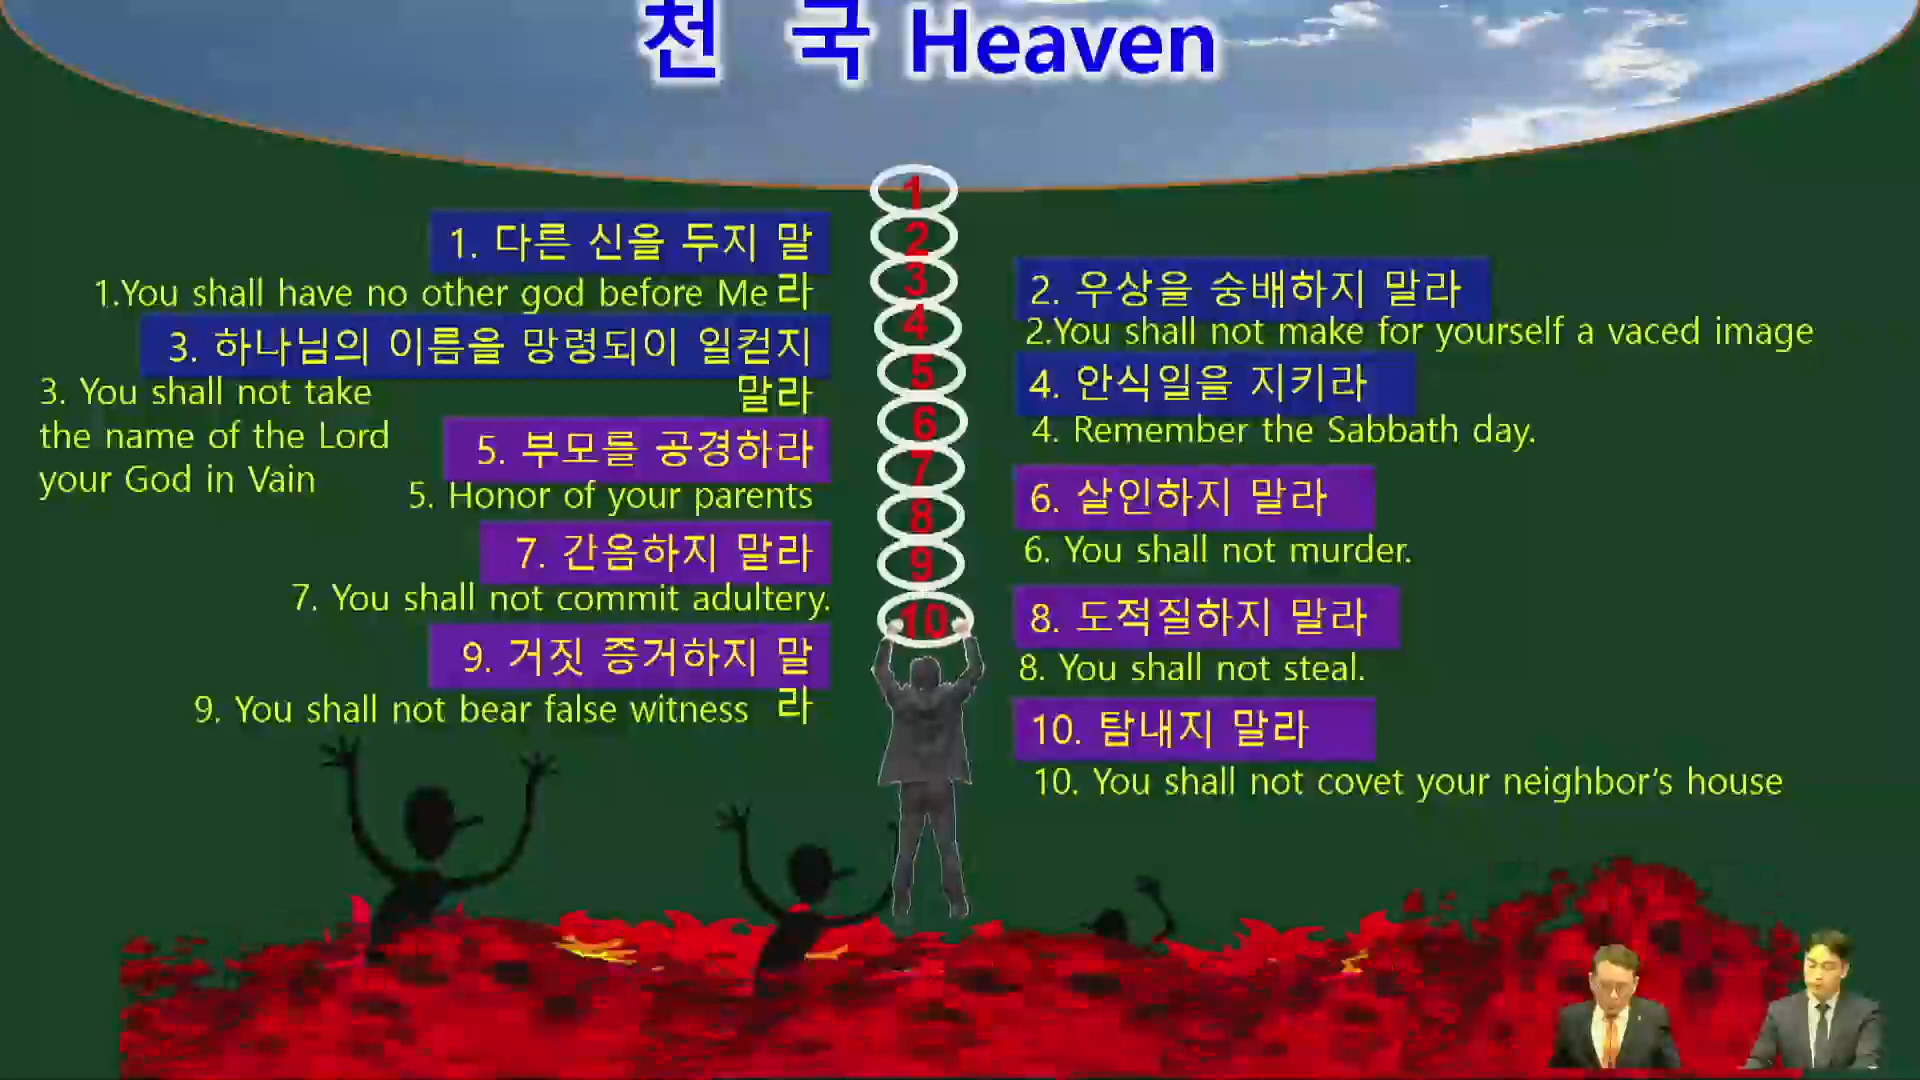 천 국 Heaven
1
2
3
4
5
6
7
8
9
10
1. 다른 신을 두지 말
라
1.You shall have no other god before Me
2. 우상을 숭배하지 말라
2.You shall not make for yourself a vaced image
3. 하나님의 이름을 망령되이 일컫지
말라
3. You shall not take
the name of the Lord
your God in Vain
4. 안식일을 지키라
4. Remember the Sabbath day.
5. 부모를 공경하라
5. Honor of your parents
6. 살인하지 말라
6. You shall not murder.
7. 간음하지 말라
7. You shall not commit adultery.
8. 도적질하지 말라
8. You shall not steal.
9. 거짓 증거하지 말
라
9. You shall not bear false witness
10. 탐내지 말라
10. You shall not covet your neighbor's house